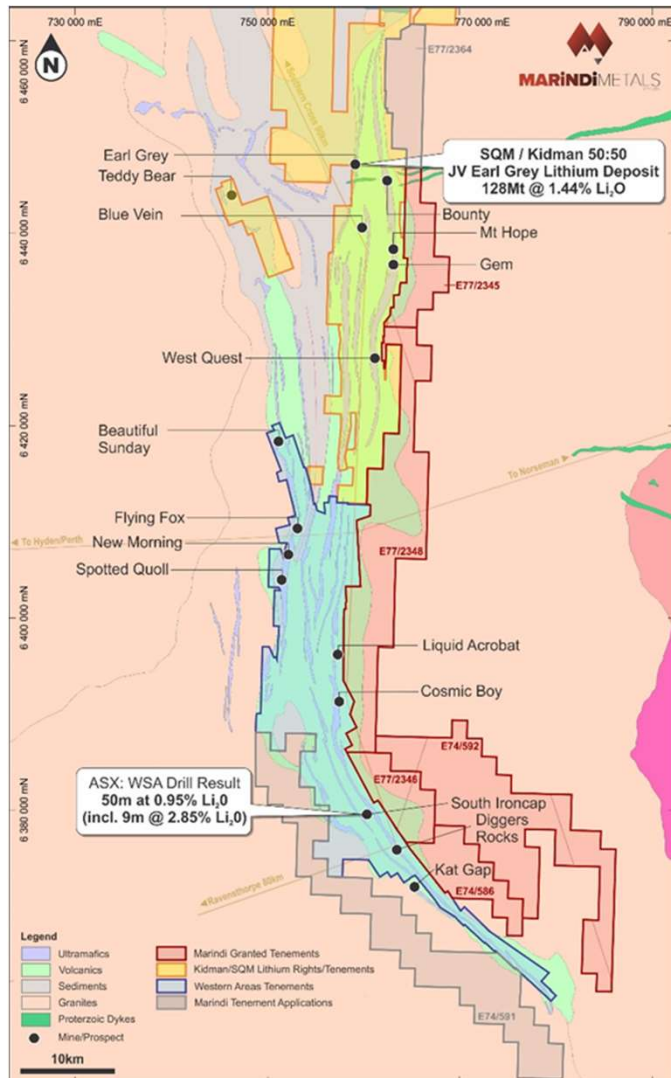 730 000 mE
750 000 mE
770 000 mE
790 000 mE
N
MARINDIMETALS
E77/2364
6 460 000 mN
Southern Cross 90km
Earl Grey
Teddy Bear
SQM / Kidman 50:50
JV Earl Grey Lithium Deposit
128Mt @ 1.44% Li₂O
Blue Vein
Bounty
Mt Hope
Gem
6 440 000 mN
E77/2345
West Quest
Beautiful
Sunday
6 420 000 mN
To Norseman
Flying Fox
To Hyden/Perth
New Morning
E77/2348
Spotted Quoll
6 400 000 mN
Liquid Acrobat
Cosmic Boy
E74/592
E77/2346
ASX: WSA Drill Result
50m at 0.95% Li₂0
(incl. 9m @ 2.85% Li₂0)
6 380 000 mN
South Ironcap
Diggers
Rocks
Kat Gap
E74/586
Ravensthorpe 80km
E74/591
Legend
Ultramafics
Volcanics
Sediments
Granites
Proterzoic Dykes
Mine/Prospect
Marindi Granted Tenements
Kidman/SQM Lithium Rights/Tenements
Western Areas Tenements
Marindi Tenement Applications
10km